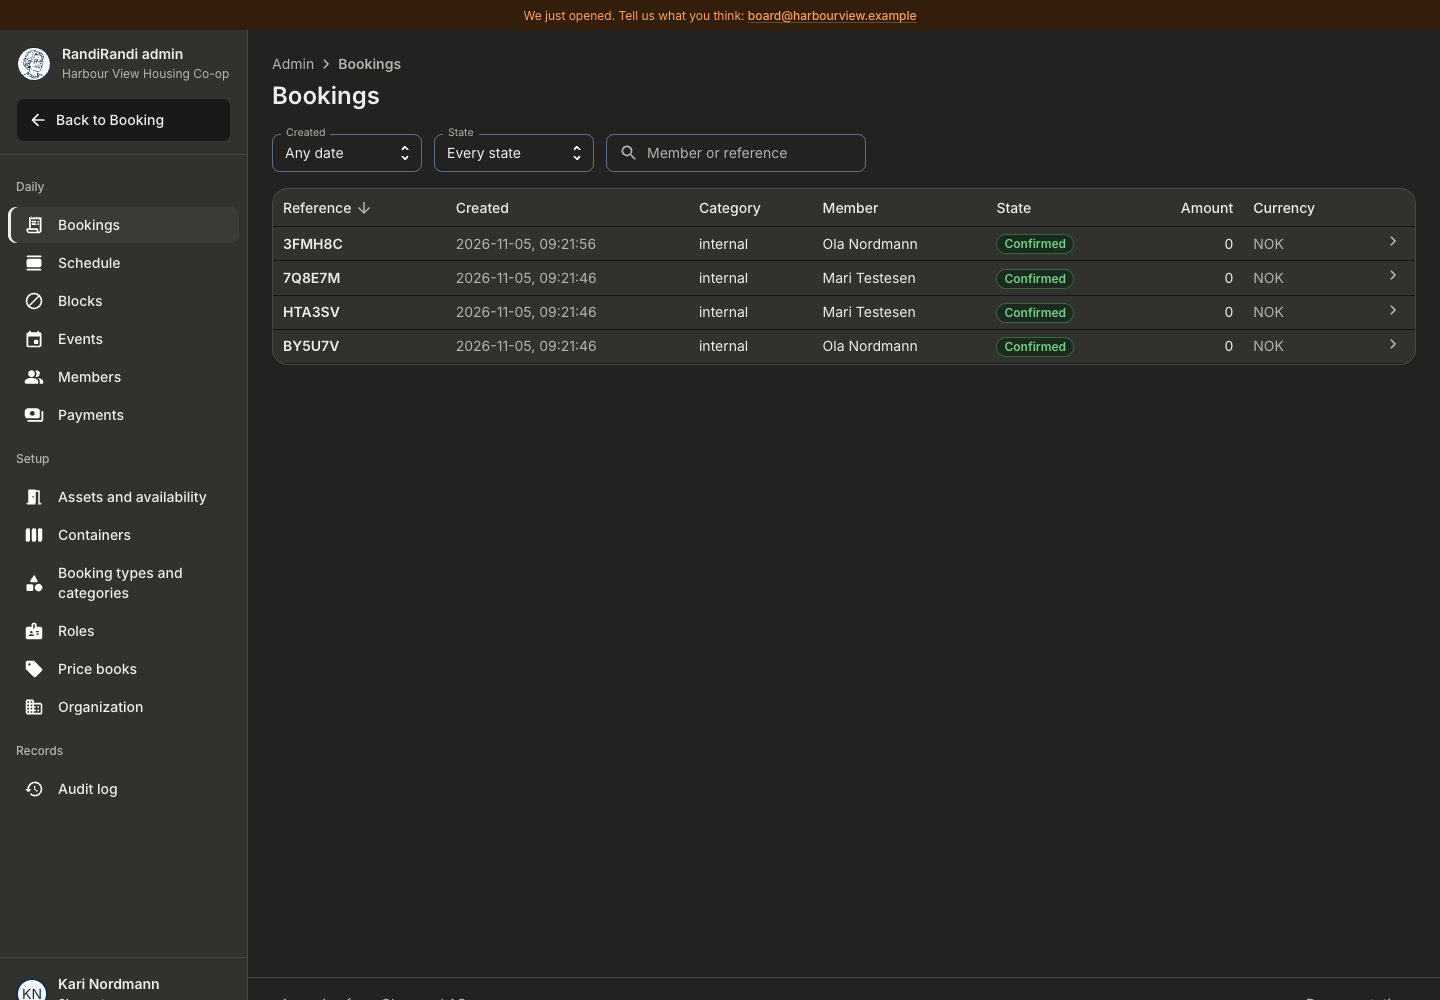 We just opened. Tell us what you think: board@harbourview.example
RandiRandi admin
Harbour View Housing Co-op
Back to Booking
Daily
Bookings
Schedule
Blocks
Events
Members
Payments
Setup
Assets and availability
Containers
Booking types and
categories
Roles
Price books
Organization
Records
Audit log
KN
Kari Nordmann
Admin > Bookings
Bookings
Created
Any date
State
Every state
Member or reference
Reference Created Category Member State Amount Currency
3FMH8C 2026-11-05, 09:21:56 internal Ola Nordmann Confirmed 0 NOK
7Q8E7M 2026-11-05, 09:21:46 internal Mari Testesen Confirmed 0 NOK
HTA3SV 2026-11-05, 09:21:46 internal Mari Testesen Confirmed 0 NOK
BY5U7V 2026-11-05, 09:21:46 internal Ola Nordmann Confirmed 0 NOK